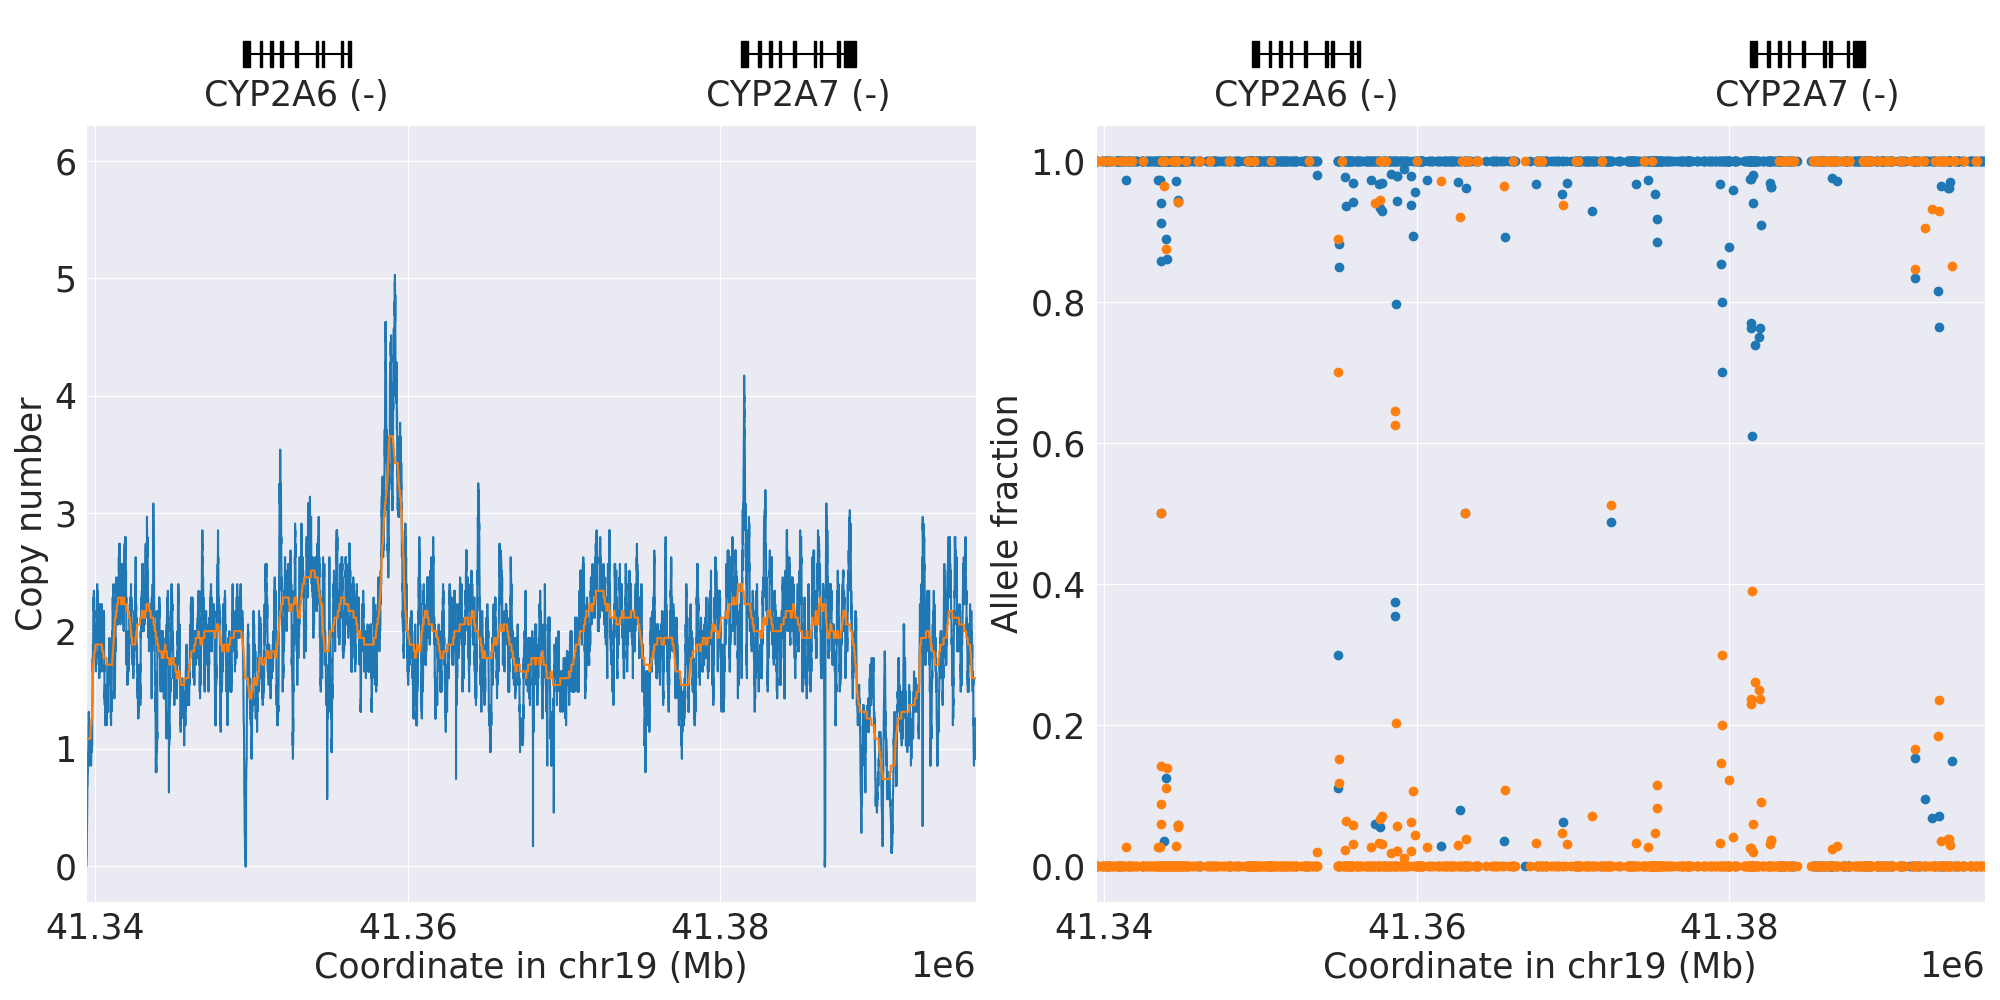 CYP2A6 (-) CYP2A7 (-)
6
5
4
3
2
1
0
Copy number
41.34 41.36 41.38
Coordinate in chr19 (Mb) 1e6
CYP2A6 (-) CYP2A7 (-)
1.0
0.8
0.6
0.4
0.2
0.0
Allele fraction
41.34 41.36 41.38
Coordinate in chr19 (Mb) 1e6